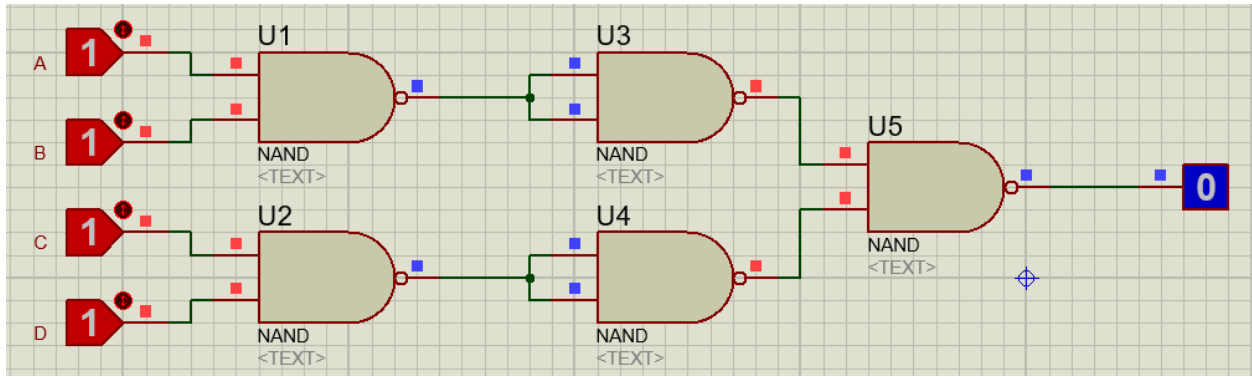 U1
U3
A
1
U5
B
1
NAND
<TEXT>
NAND
<TEXT>
0
C
1
U2
U4
NAND
<TEXT>
D
1
NAND
<TEXT>
NAND
<TEXT>